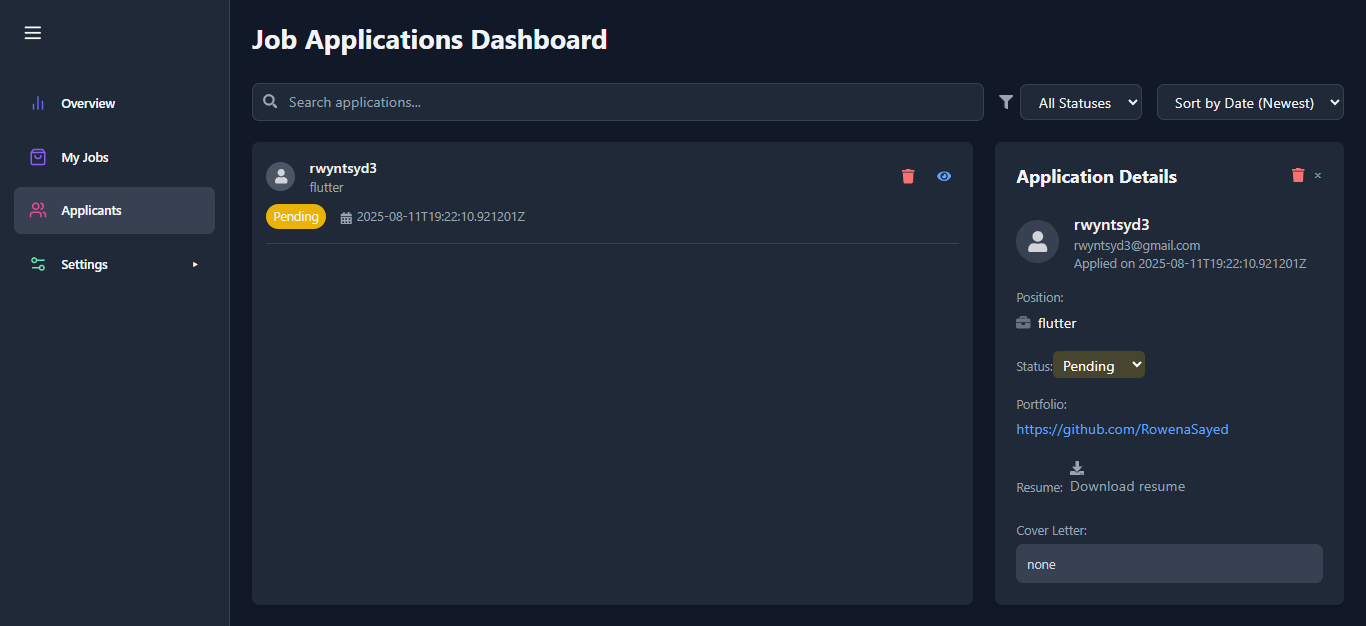 Job Applications Dashboard
Overview
My Jobs
Applicants
Settings
Search applications...
All Statuses
Sort by Date (Newest)
rwyntsyd3
flutter
Pending
2025-08-11T19:22:10.921201Z
Application Details
×
rwyntsyd3
rwyntsyd3@gmail.com
Applied on 2025-08-11T19:22:10.921201Z
Position:
flutter
Status: Pending
Portfolio:
https://github.com/RowenaSayed
Resume: Download resume
Cover Letter:
none